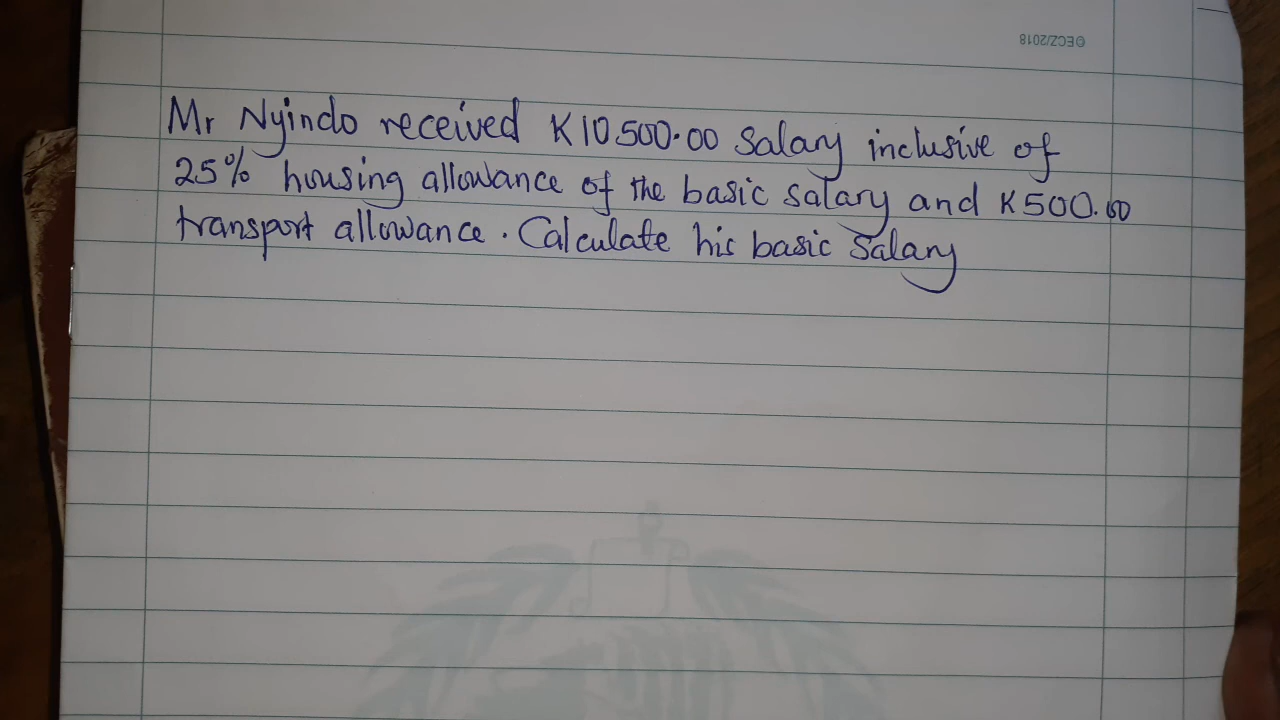 ©ECZ/2018
Mr Nyindo received K10,500.00 Salary inclusive of
25% housing allowance of the basic salary and K500.00
transport allowance. Calculate his basic Salary